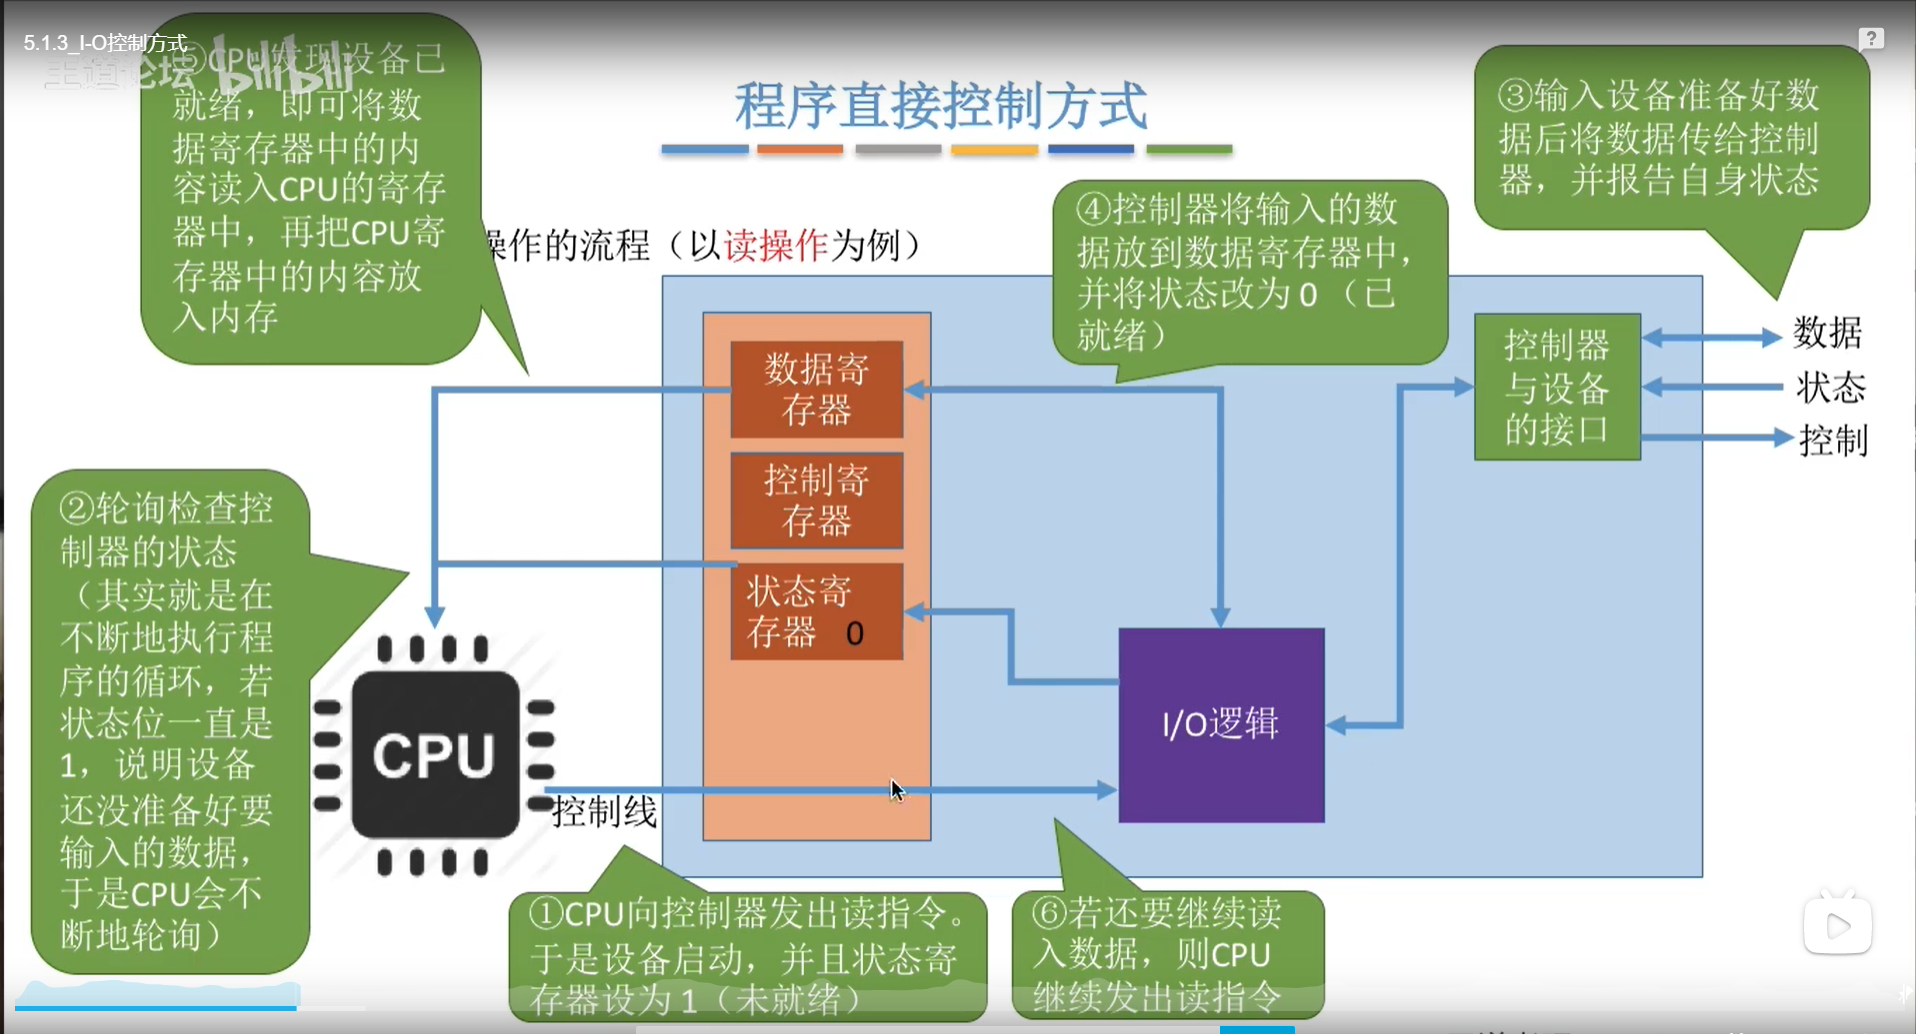 5.1.3_I-O控制方式
王道论坛 bilibili
程序直接控制方式
⑤CPU发现设备已
就绪，即可将数
据寄存器中的内
容读入CPU的寄存
器中，再把CPU寄
存器中的内容放
入内存
操作的流程（以读操作为例）
③输入设备准备好数
据后将数据传给控制
器，并报告自身状态
④控制器将输入的数
据放到数据寄存器中，
并将状态改为 0 （已
就绪）
数据寄
存器
控制寄
存器
状态寄
存器 0
控制器
与设备
的接口
数据
状态
控制
②轮询检查控
制器的状态
（其实就是在
不断地执行程
序的循环，若
状态位一直是
1，说明设备
还没准备好要
输入的数据，
于是CPU会不
断地轮询）
CPU
控制线
I/O逻辑
①CPU向控制器发出读指令。
于是设备启动，并且状态寄
存器设为 1（未就绪）
⑥若还要继续读
入数据，则CPU
继续发出读指令